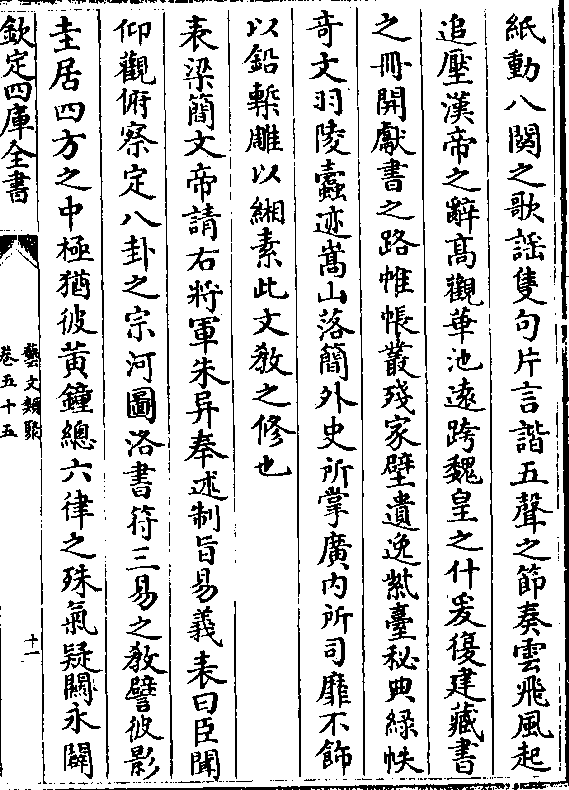 紙動八闋之歌謡隻句片言諧五聲之節奏雲飛風起
追壓漢帝之辭髙觀華池遠跨魏皇之什爰復建藏書
之冊開獻書之路帷帳叢殘家壁遺逸紫臺秘典緑帙
竒文羽陵蠧迹嵩山落簡外史所掌廣内所司靡不飾
以鉛槧雕以緗素此文教之修也
表梁簡文帝請右將軍朱异奉述制旨易義表曰臣聞
仰觀俯察定八卦之宗河圖洛書符三易之教譬彼影
圭居四方之中極猶彼黄鐘總六律之殊氣疑闗永闢
欽定四庫全書
藝文類聚
卷五十五
十一